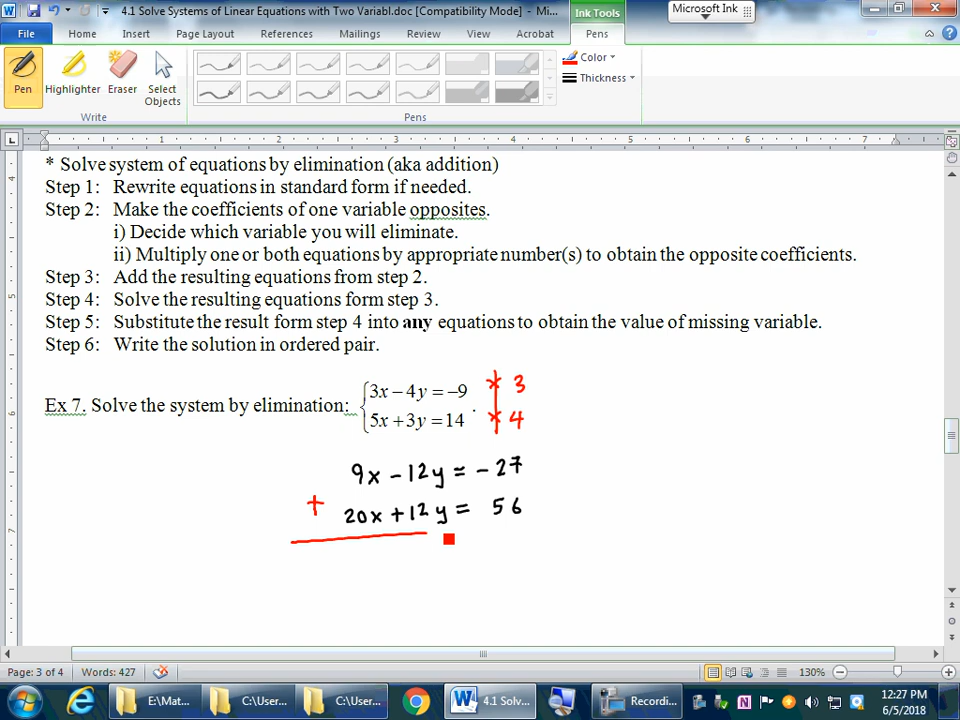 4.1 Solve Systems of Linear Equations with Two Variabl.doc [Compatibility Mode] - Mi...
Ink Tools
Microsoft Ink
File Home Insert Page Layout References Mailings Review View Acrobat Pens
Pen Highlighter Eraser Select Objects
Color
Thickness
Write Pens
1 2 3 4 5 6 7
* Solve system of equations by elimination (aka addition)
Step 1: Rewrite equations in standard form if needed.
Step 2: Make the coefficients of one variable opposites.
i) Decide which variable you will eliminate.
ii) Multiply one or both equations by appropriate number(s) to obtain the opposite coefficients.
Step 3: Add the resulting equations from step 2.
Step 4: Solve the resulting equations form step 3.
Step 5: Substitute the result form step 4 into any equations to obtain the value of missing variable.
Step 6: Write the solution in ordered pair.
3x − 4y = −9 × 3
Ex 7. Solve the system by elimination:
5x + 3y = 14 . × 4
9x − 12y = − 27
+ 20x + 12y = 56
Page: 3 of 4 Words: 427 130%
E:\Mat... C:\User... C:\User... 4.1 Solv... Recordi...
12:27 PM
6/5/2018